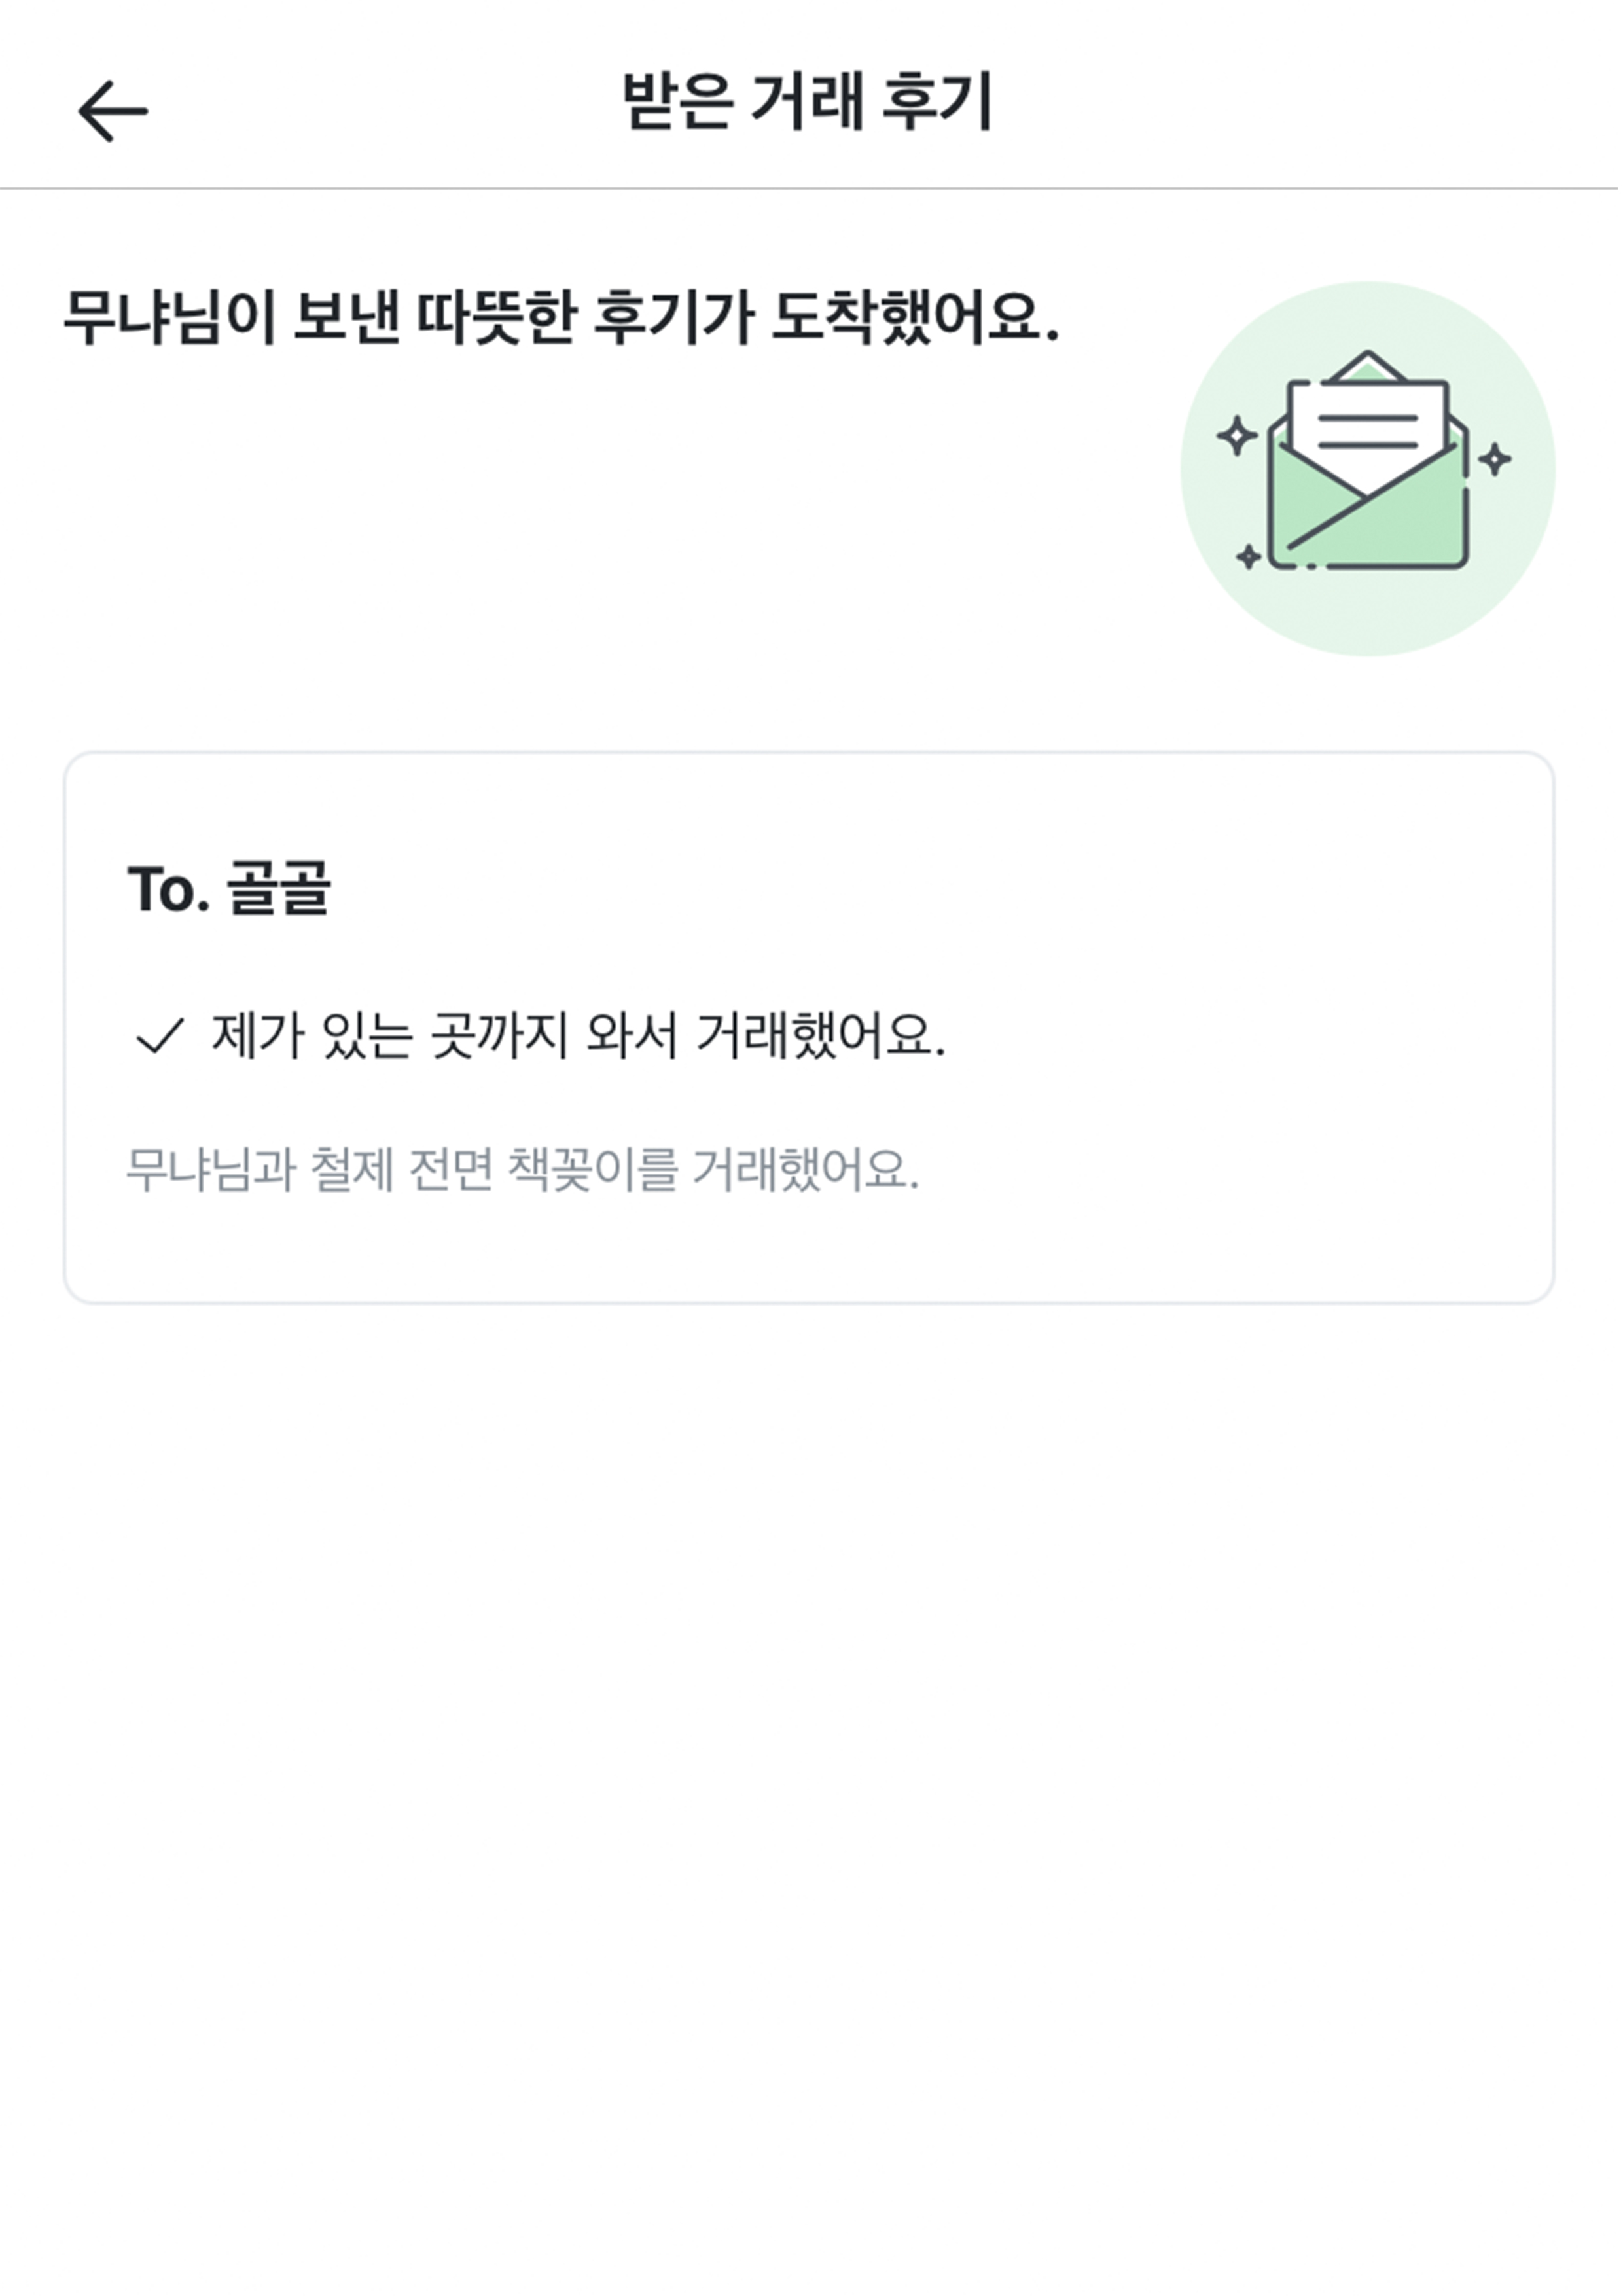 받은 거래 후기
무냐님이 보낸 따뜻한 후기가 도착했어요.
To. 골골
제가 있는 곳까지 와서 거래했어요.
무냐님과 철제 전면 책꽂이를 거래했어요.